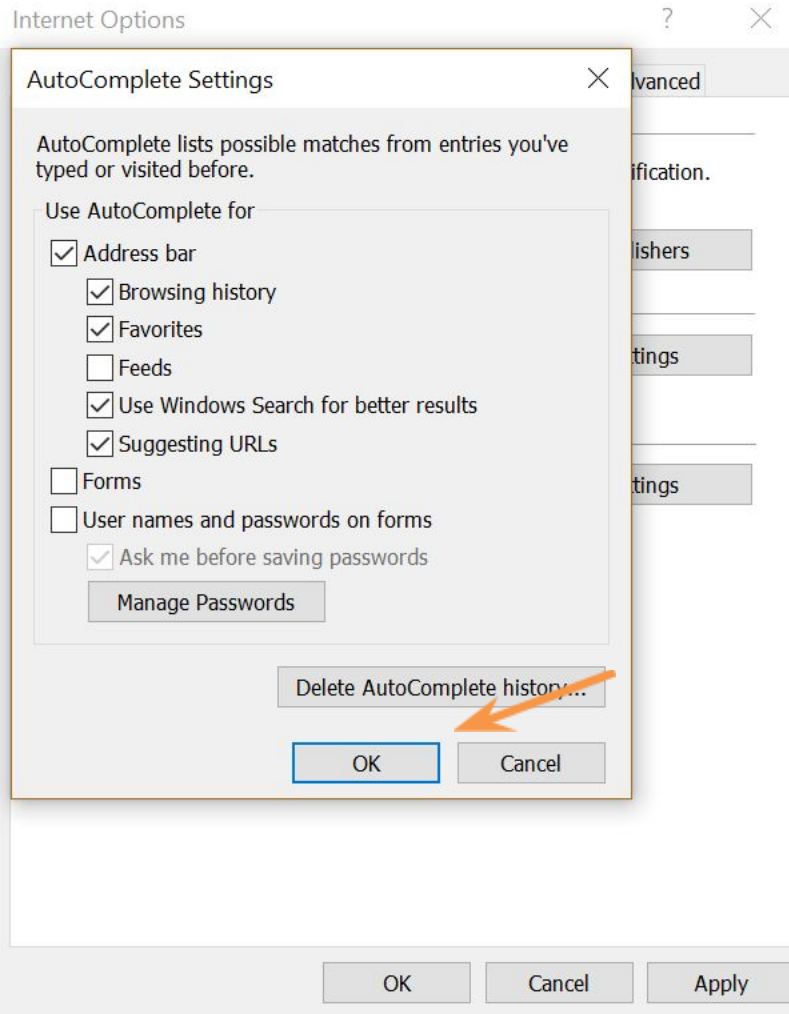 Internet Options
?
AutoComplete Settings
AutoComplete lists possible matches from entries you've
typed or visited before.
Use AutoComplete for
Address bar
Browsing history
Favorites
Feeds
Use Windows Search for better results
Suggesting URLs
Forms
User names and passwords on forms
Ask me before saving passwords
Manage Passwords
Delete AutoComplete history...
OK Cancel
lvanced
ification.
lishers
ttings
ttings
OK Cancel Apply